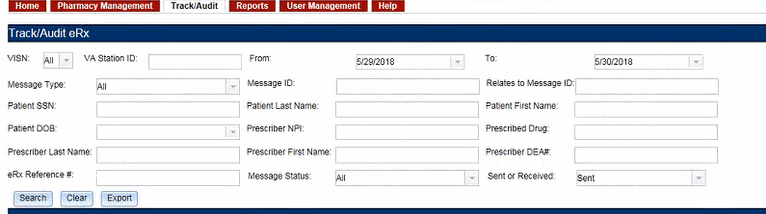 Home Pharmacy Management Track/Audit Reports User Management Help
Track/Audit eRx
VISN: All VA Station ID: From: 5/29/2018 To: 5/30/2018
Message Type: All Message ID: Relates to Message ID:
Patient SSN: Patient Last Name: Patient First Name:
Patient DOB: Prescriber NPI: Prescribed Drug:
Prescriber Last Name: Prescriber First Name: Prescriber DEA#:
eRx Reference #: Message Status: All Sent or Received: Sent
Search Clear Export